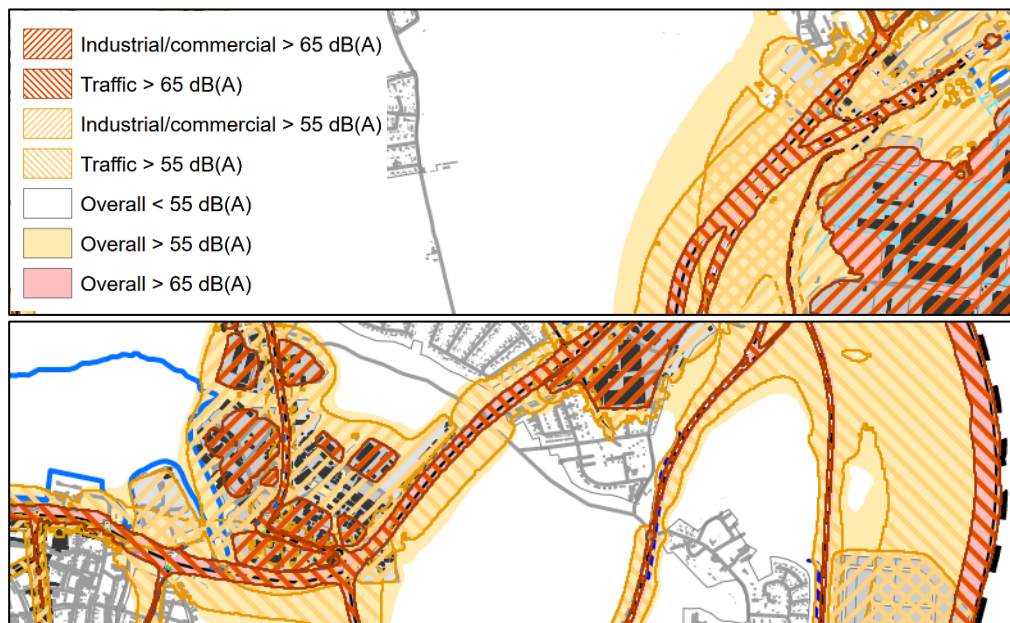 Industrial/commercial > 65 dB(A)
Traffic > 65 dB(A)
Industrial/commercial > 55 dB(A)
Traffic > 55 dB(A)
Overall < 55 dB(A)
Overall > 55 dB(A)
Overall > 65 dB(A)